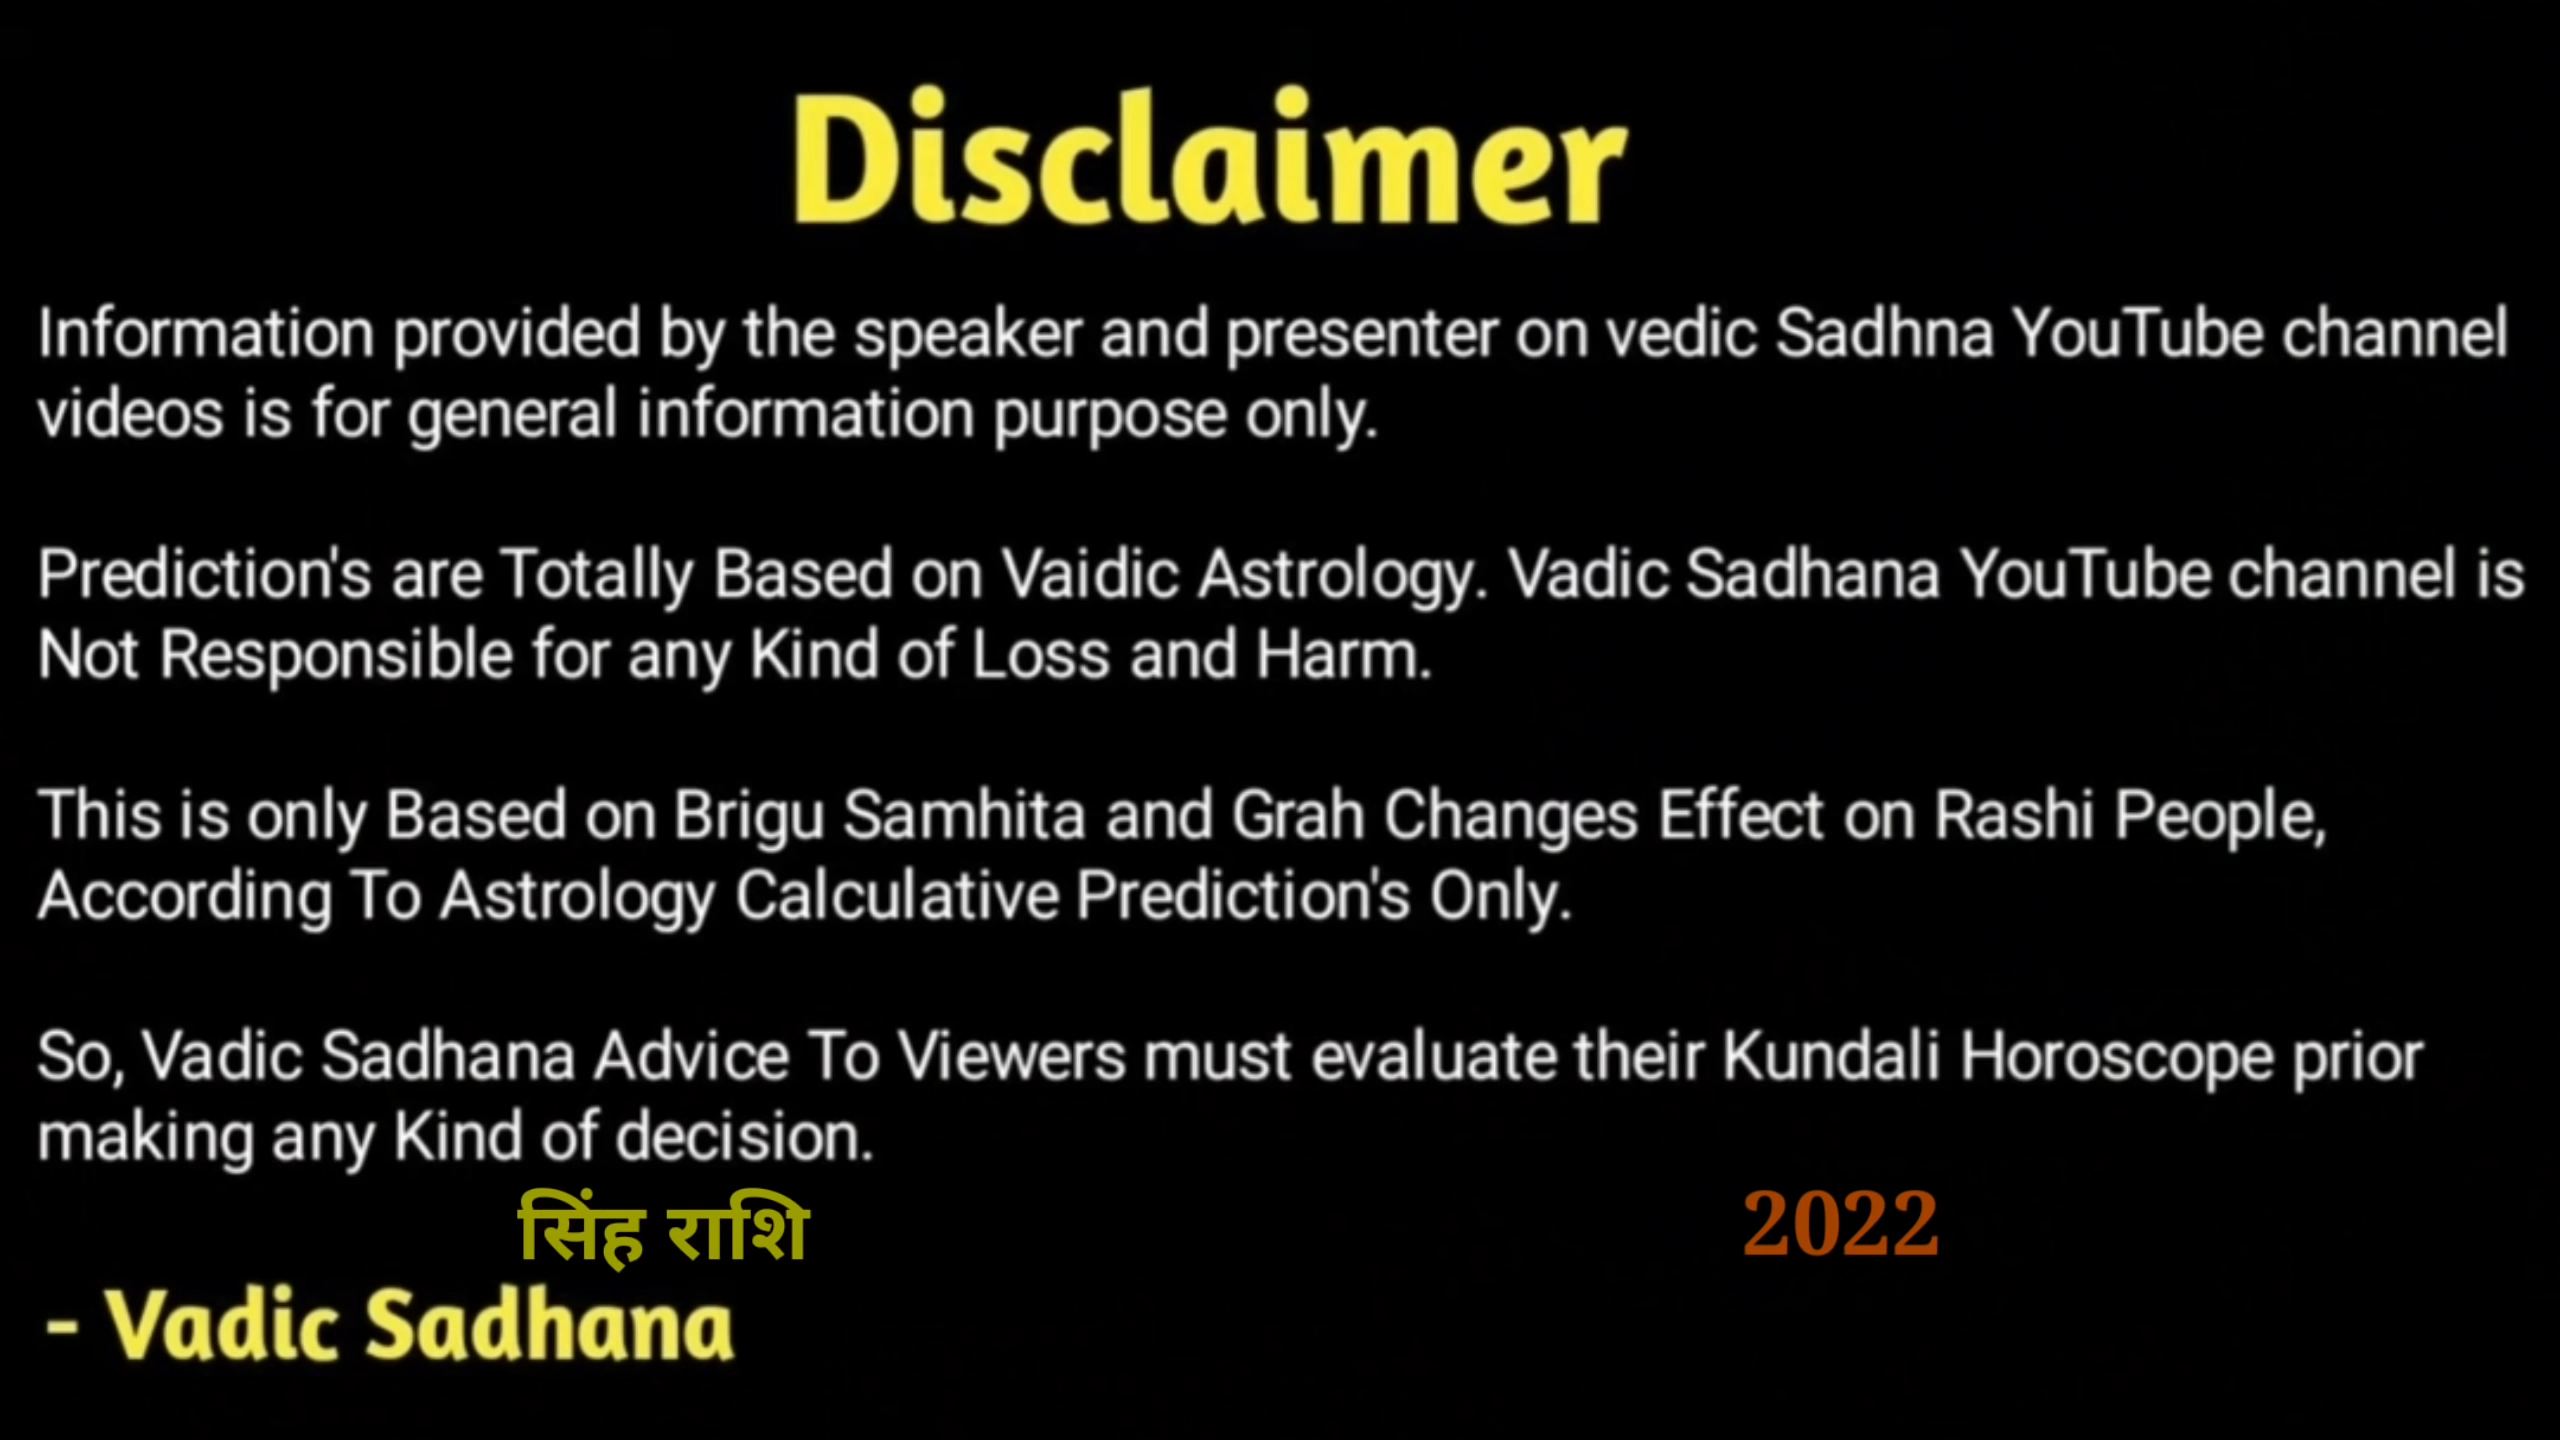 Disclaimer
Information provided by the speaker and presenter on vedic Sadhna YouTube channel
videos is for general information purpose only.
Prediction's are Totally Based on Vaidic Astrology. Vadic Sadhana YouTube channel is
Not Responsible for any Kind of Loss and Harm.
This is only Based on Brigu Samhita and Grah Changes Effect on Rashi People,
According To Astrology Calculative Prediction's Only.
So, Vadic Sadhana Advice To Viewers must evaluate their Kundali Horoscope prior
making any Kind of decision.
सिंह राशि 2022
- Vadic Sadhana